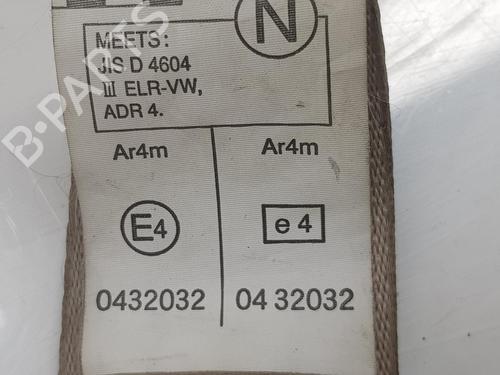 N
MEETS:
JIS D 4604
Ⅲ ELR-VW,
ADR 4.
Ar4m Ar4m
E4 e 4
0432032 04 32032
B-PARTS